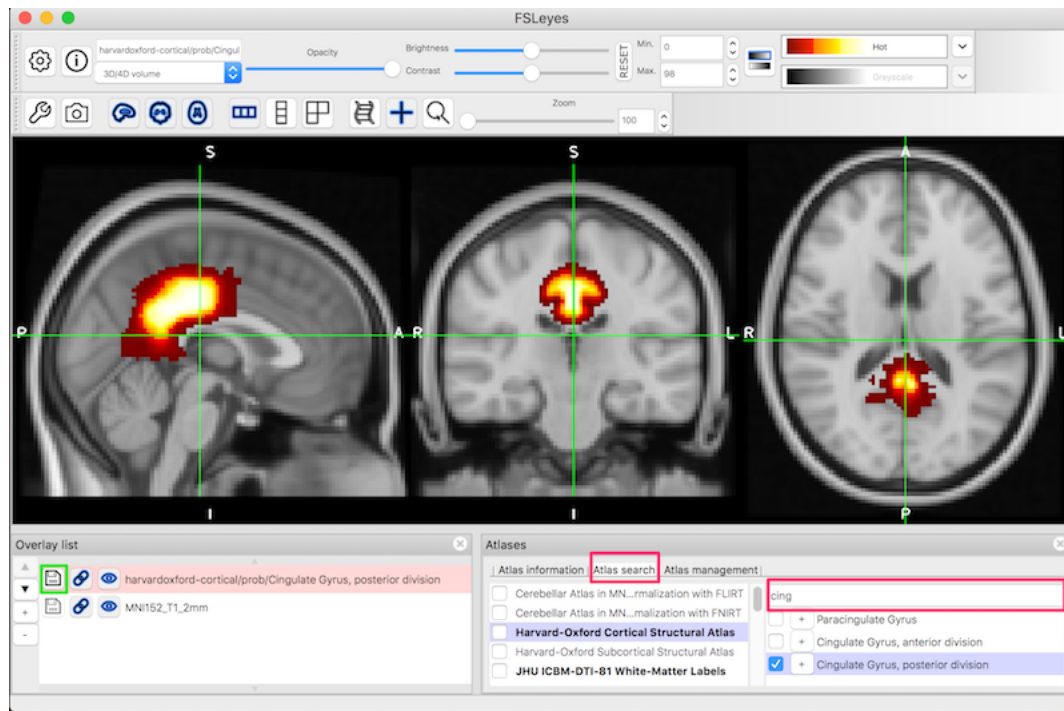 FSLeyes
harvardoxford-cortical/prob/Cingul
3D/4D volume
Opacity
Brightness
Contrast
RESET
Min. 0
Max. 98
Hot
Greyscale
Zoom
100
S
S
A
P
A R
L R
L
I
I
P
Overlay list
harvardoxford-cortical/prob/Cingulate Gyrus, posterior division
MNI152_T1_2mm
+
-
Atlases
Atlas information Atlas search Atlas management
Cerebellar Atlas in MN...rmalization with FLIRT
Cerebellar Atlas in MN...malization with FNIRT
Harvard-Oxford Cortical Structural Atlas
Harvard-Oxford Subcortical Structural Atlas
JHU ICBM-DTI-81 White-Matter Labels
cing
+ Paracingulate Gyrus
+ Cingulate Gyrus, anterior division
+ Cingulate Gyrus, posterior division